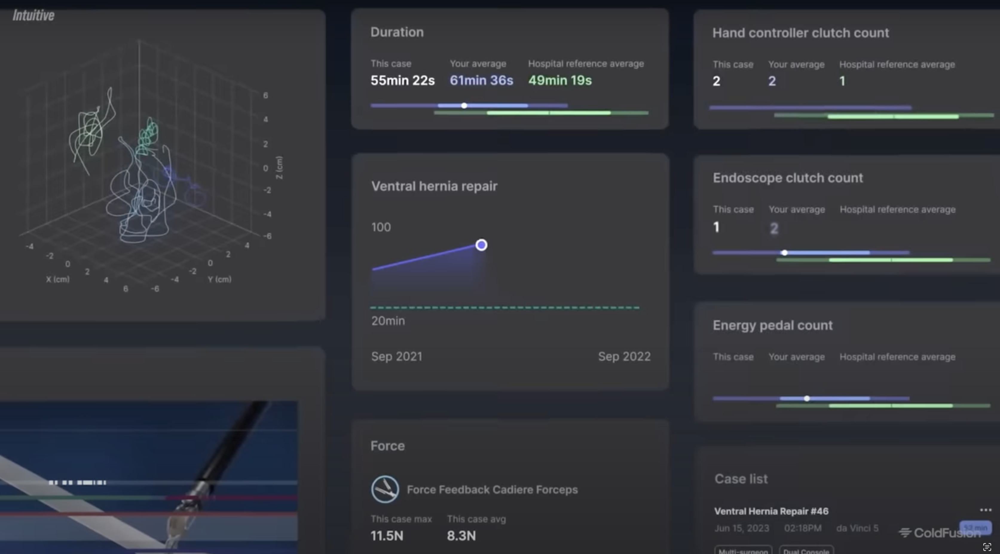 Intuitive
6
4
2
0
-2
-4
-6
Z (cm)
-4
-2
0
2
4
6
X (cm)
-6
-4
-2
0
2
4
Y (cm)
Duration
This case Your average Hospital reference average
55min 22s 61min 36s 49min 19s
Ventral hernia repair
100
20min
Sep 2021 Sep 2022
Force
Force Feedback Cadiere Forceps
This case max This case avg
11.5N 8.3N
Hand controller clutch count
This case Your average Hospital reference average
2 2 1
Endoscope clutch count
This case Your average Hospital reference average
1 2
Energy pedal count
This case Your average Hospital reference average
Case list
Ventral Hernia Repair #46
Jun 15, 2023 02:18PM da Vinci 5 min
ColdFusion
Multi-surgeon Dual Console